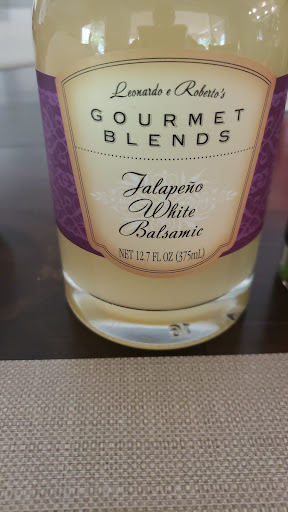 Leonardo e Roberto's
GOURMET
BLENDS
Jalapeño
White
Balsamic
NET 12.7 FL OZ (375mL)